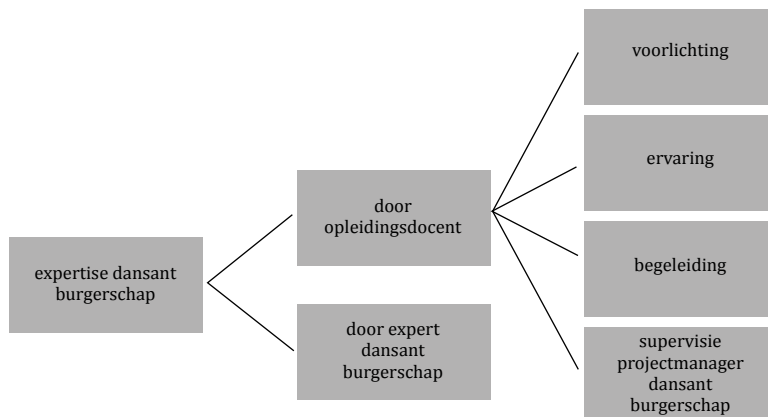 expertise dansant
burgerschap
door
opleidingsdocent
door expert
dansant
burgerschap
voorlichting
ervaring
begeleiding
supervisie
projectmanager
dansant
burgerschap